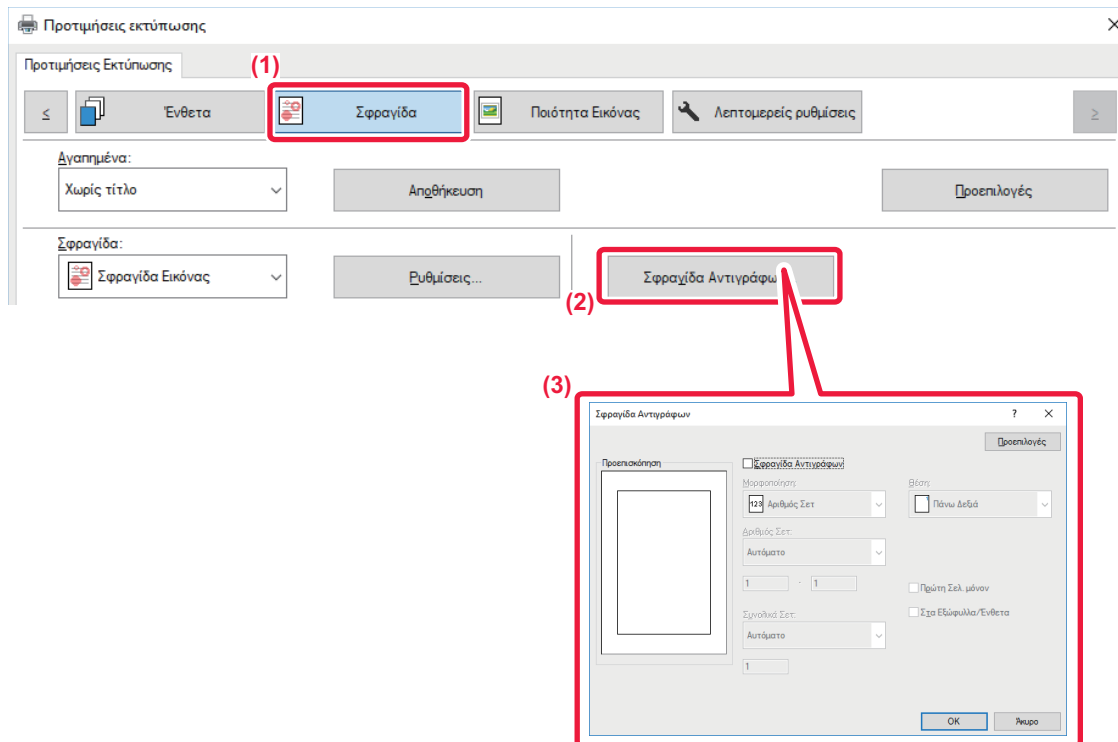 Προτιμήσεις εκτύπωσης
Προτιμήσεις Εκτύπωσης
(1)
≤ Ένθετα Σφραγίδα Ποιότητα Εικόνας Λεπτομερείς ρυθμίσεις ≥
Αγαπημένα:
Χωρίς τίτλο Αποθήκευση Προεπιλογές
Σφραγίδα:
Σφραγίδα Εικόνας Ρυθμίσεις... Σφραγίδα Αντιγράφω
(2)
(3)
Σφραγίδα Αντιγράφων ?
Προεπιλογές
Προεπισκόπηση Σφραγίδα Αντιγράφων
Μορφοποίηση: Θέση:
123 Αριθμός Σετ 1 Πάνω Δεξιά
Αριθμός Σετ:
Αυτόματο
1 - 1 Πρώτη Σελ. μόνον
Συνολικά Σετ: Στα Εξώφυλλα/Ένθετα
Αυτόματο
1
OK Άκυρο